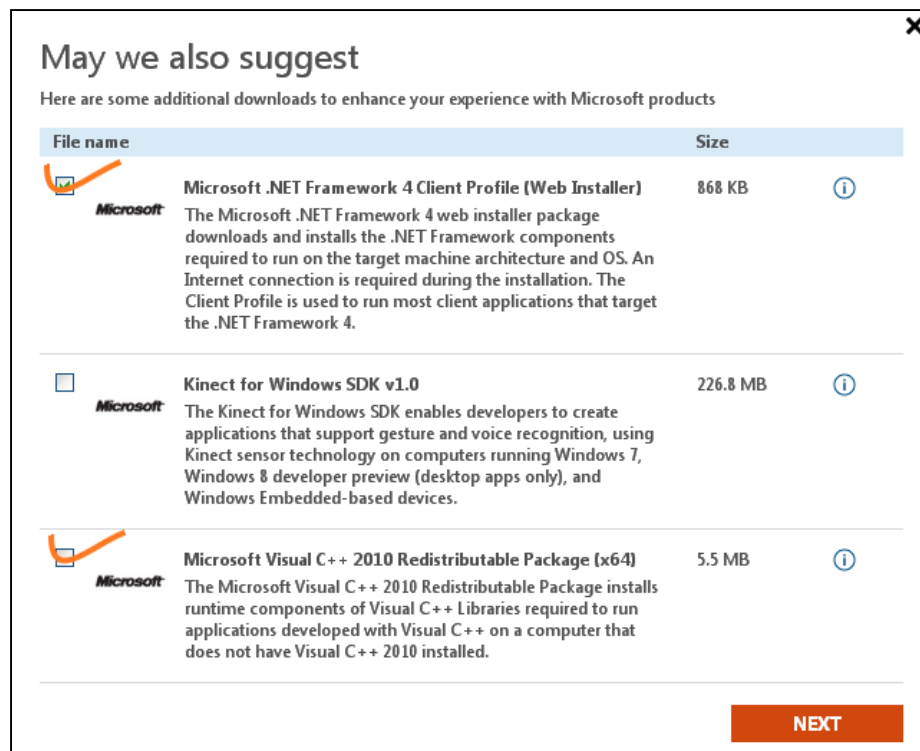 May we also suggest
Here are some additional downloads to enhance your experience with Microsoft products
File name Size
Microsoft Microsoft .NET Framework 4 Client Profile (Web Installer) 868 KB
The Microsoft .NET Framework 4 web installer package
downloads and installs the .NET Framework components
required to run on the target machine architecture and OS. An
Internet connection is required during the installation. The
Client Profile is used to run most client applications that target
the .NET Framework 4.
Microsoft Kinect for Windows SDK v1.0 226.8 MB
The Kinect for Windows SDK enables developers to create
applications that support gesture and voice recognition, using
Kinect sensor technology on computers running Windows 7,
Windows 8 developer preview (desktop apps only), and
Windows Embedded-based devices.
Microsoft Microsoft Visual C++ 2010 Redistributable Package (x64) 5.5 MB
The Microsoft Visual C++ 2010 Redistributable Package installs
runtime components of Visual C++ Libraries required to run
applications developed with Visual C++ on a computer that
does not have Visual C++ 2010 installed.
NEXT